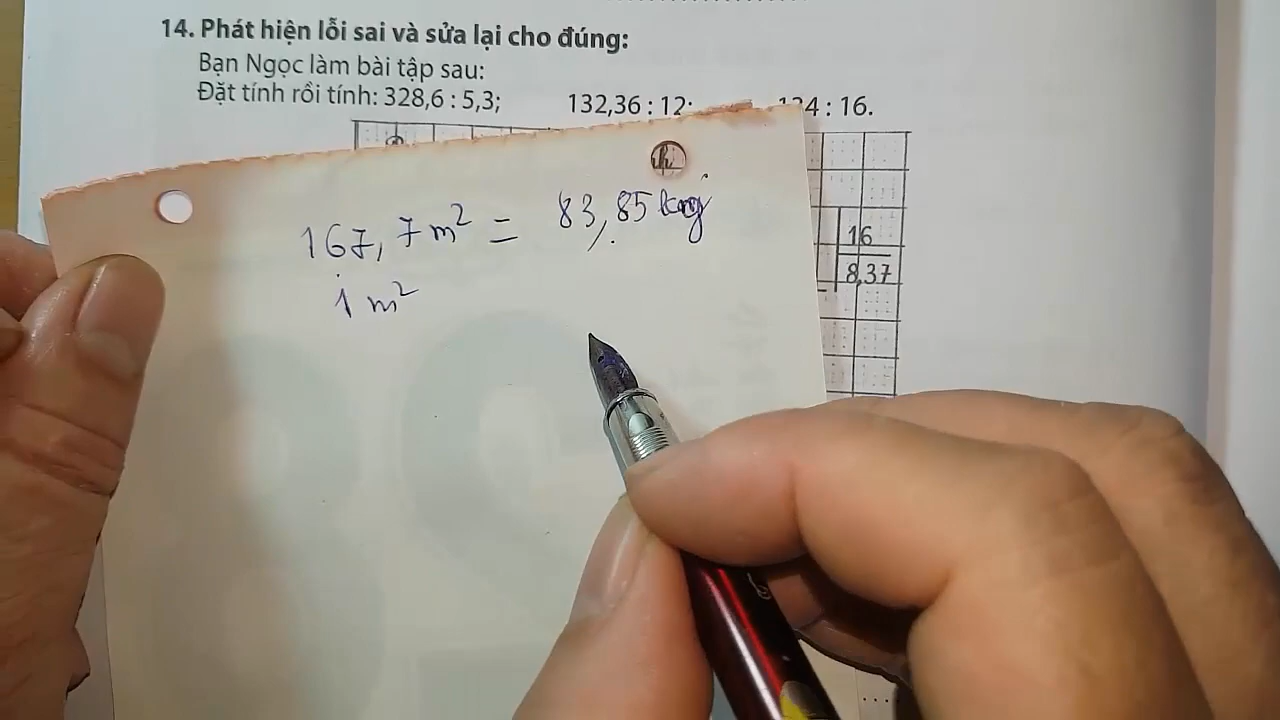 14. Phát hiện lỗi sai và sửa lại cho đúng:
Bạn Ngọc làm bài tập sau:
Đặt tính rồi tính: 328,6 : 5,3; 132,36 : 12; 134 : 16.
167,7 m² = 83,85 kg
1 m²
16
8,37